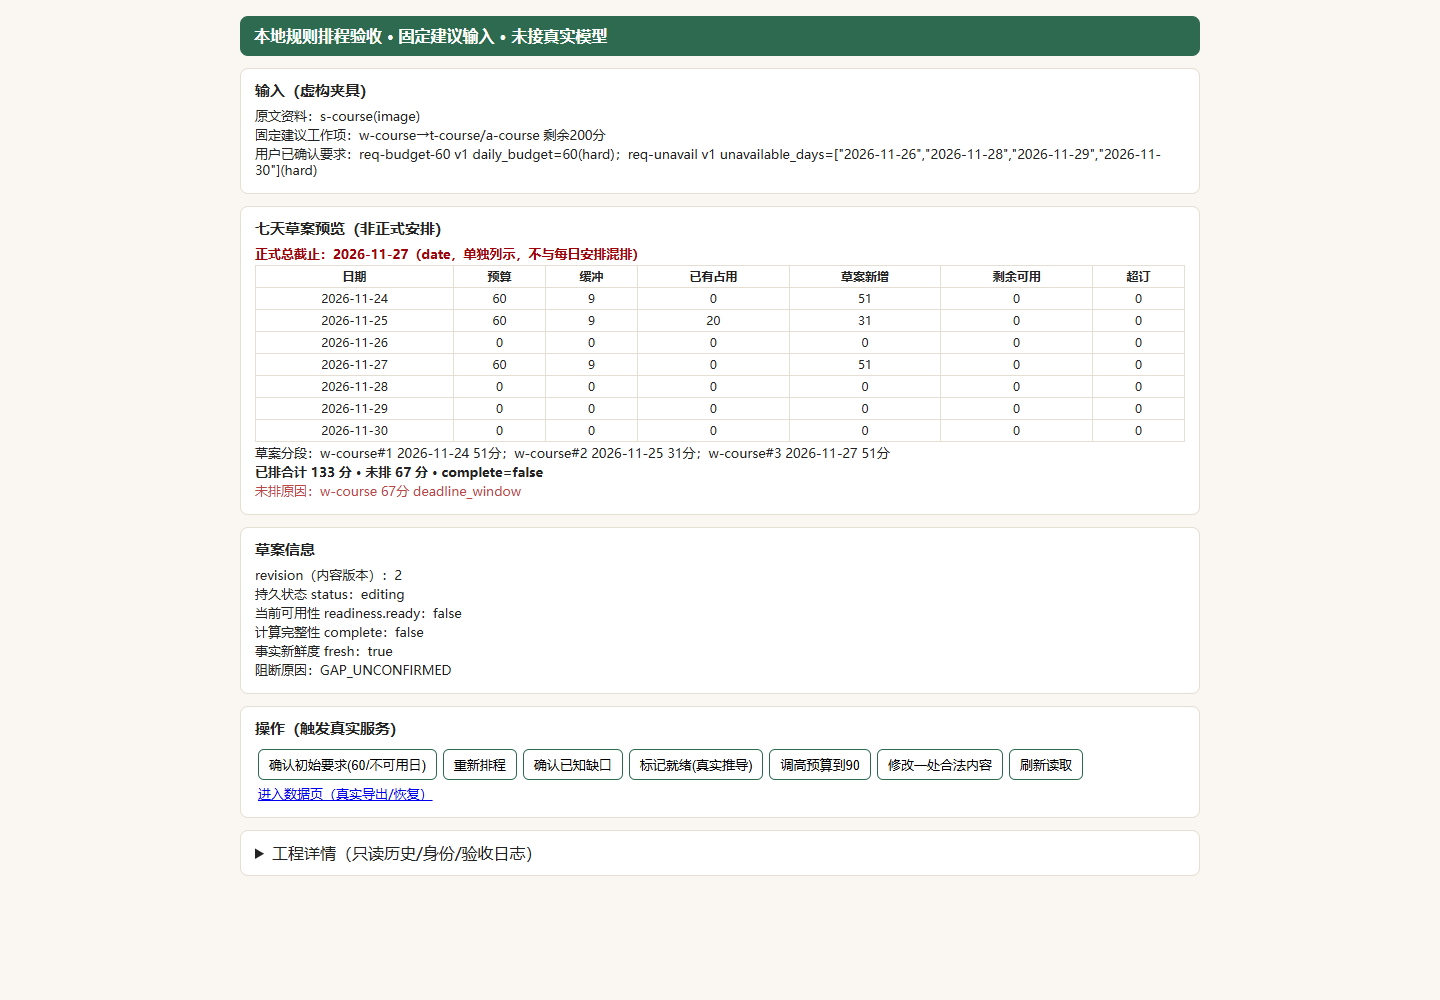 本地规则排程验收 • 固定建议输入 • 未接真实模型
输入（虚构夹具）
原文资料：s-course(image)
固定建议工作项：w-course→t-course/a-course 剩余200分
用户已确认要求：req-budget-60 v1 daily_budget=60(hard)；req-unavail v1 unavailable_days=["2026-11-26","2026-11-28","2026-11-29","2026-11-
30"](hard)
七天草案预览（非正式安排）
正式总截止：2026-11-27（date，单独列示，不与每日安排混排）
日期 预算 缓冲 已有占用 草案新增 剩余可用 超订
2026-11-24 60 9 0 51 0 0
2026-11-25 60 9 20 31 0 0
2026-11-26 0 0 0 0 0 0
2026-11-27 60 9 0 51 0 0
2026-11-28 0 0 0 0 0 0
2026-11-29 0 0 0 0 0 0
2026-11-30 0 0 0 0 0 0
草案分段：w-course#1 2026-11-24 51分；w-course#2 2026-11-25 31分；w-course#3 2026-11-27 51分
已排合计 133 分 • 未排 67 分 • complete=false
未排原因：w-course 67分 deadline_window
草案信息
revision（内容版本）：2
持久状态 status：editing
当前可用性 readiness.ready：false
计算完整性 complete：false
事实新鲜度 fresh：true
阻断原因：GAP_UNCONFIRMED
操作（触发真实服务）
确认初始要求(60/不可用日) 重新排程 确认已知缺口 标记就绪(真实推导) 调高预算到90 修改一处合法内容 刷新读取
进入数据页（真实导出/恢复）
▶ 工程详情（只读历史/身份/验收日志）